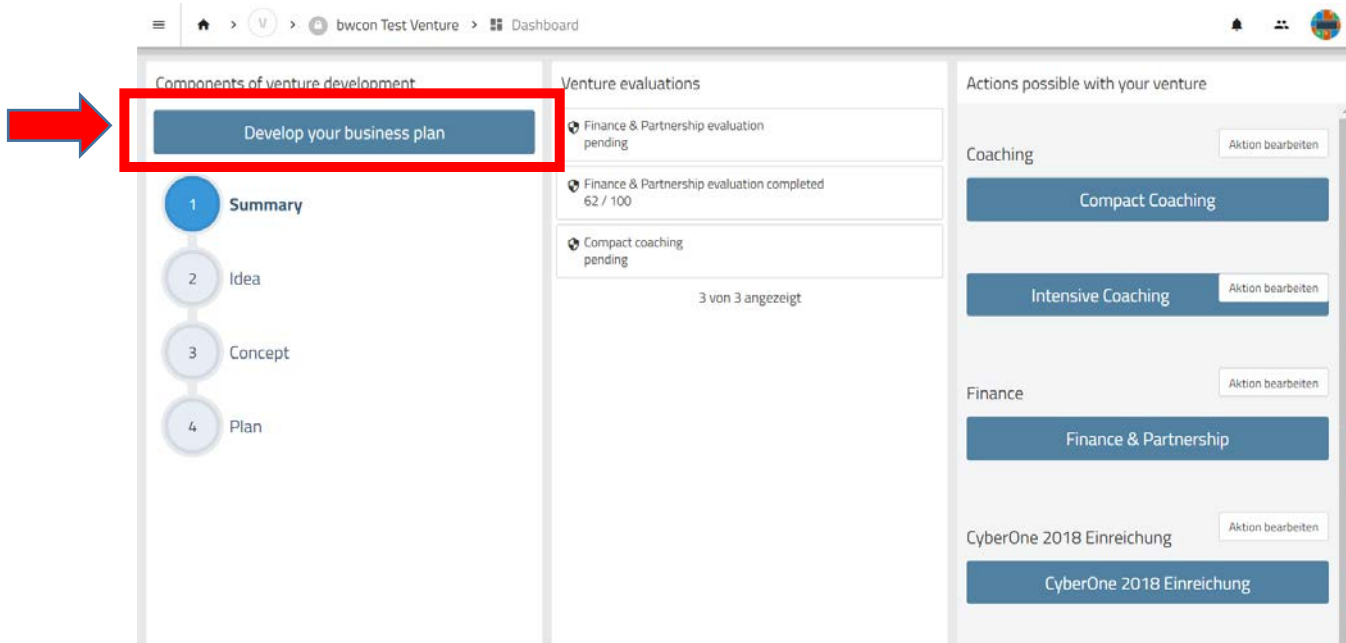 V
bwcon Test Venture
Dashboard
Components of venture development
Develop your business plan
1
Summary
2
Idea
3
Concept
4
Plan
Venture evaluations
Finance & Partnership evaluation
pending
Finance & Partnership evaluation completed
62 / 100
Compact coaching
pending
3 von 3 angezeigt
Actions possible with your venture
Aktion bearbeiten
Coaching
Compact Coaching
Aktion bearbeiten
Intensive Coaching
Aktion bearbeiten
Finance
Finance & Partnership
Aktion bearbeiten
CyberOne 2018 Einreichung
CyberOne 2018 Einreichung